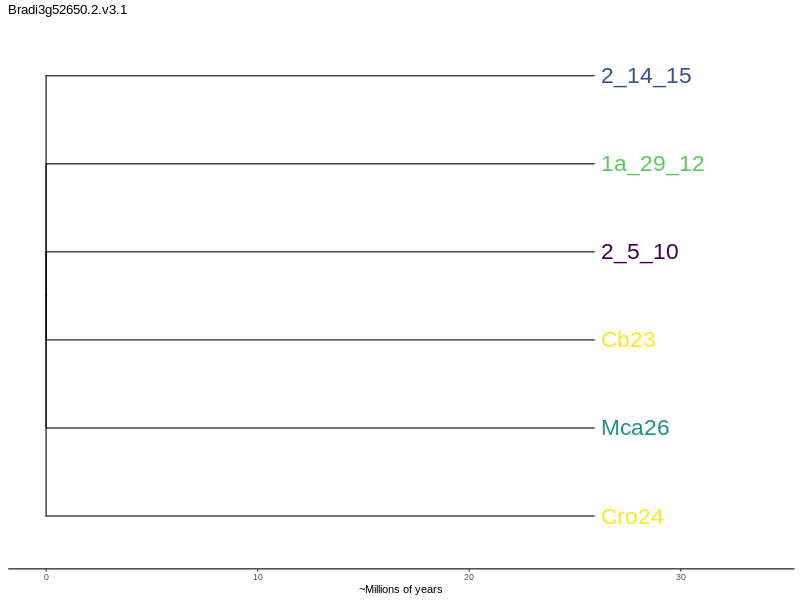 Bradi3g52650.2.v3.1
2_14_15
1a_29_12
2_5_10
Cb23
Mca26
Cro24
0 10 20 30
~Millions of years